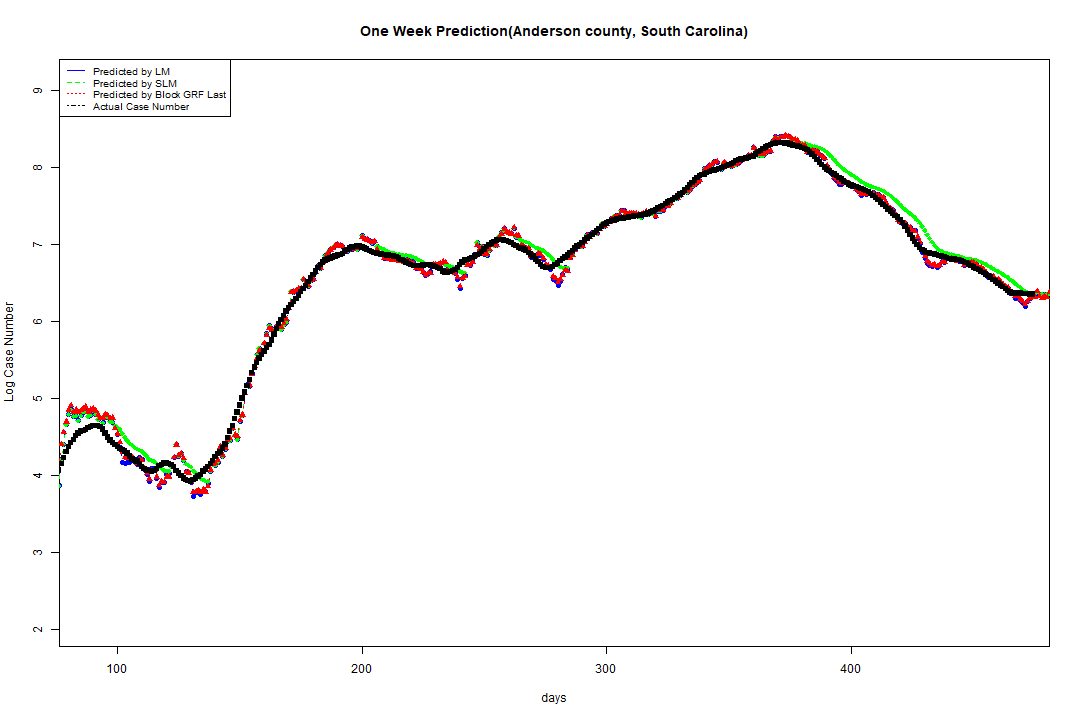 One Week Prediction(Anderson county, South Carolina)
Predicted by LM
Predicted by SLM
Predicted by Block GRF Last
Actual Case Number
9
8
7
6
5
4
3
2
Log Case Number
100 200 300 400
days